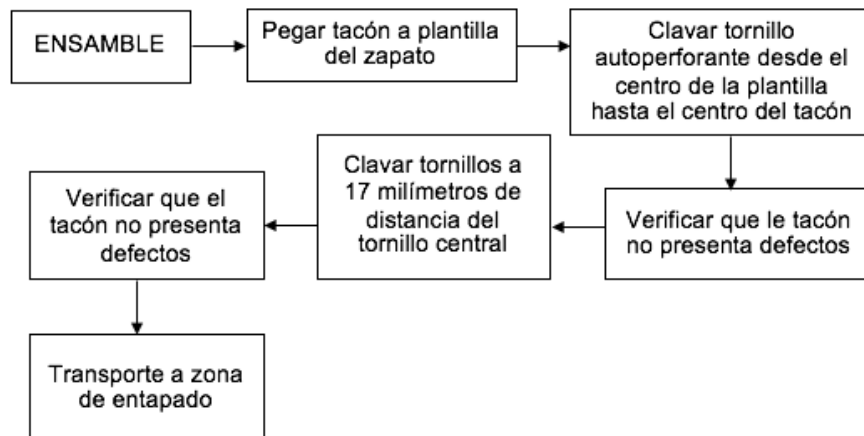 ENSAMBLE
Pegar tacón a plantilla
del zapato
Clavar tornillo
autoperforante desde el
centro de la plantilla
hasta el centro del tacón
Verificar que le tacón
no presenta defectos
Clavar tornillos a
17 milímetros de
distancia del
tornillo central
Verificar que el
tacón no presenta
defectos
Transporte a zona
de entapado